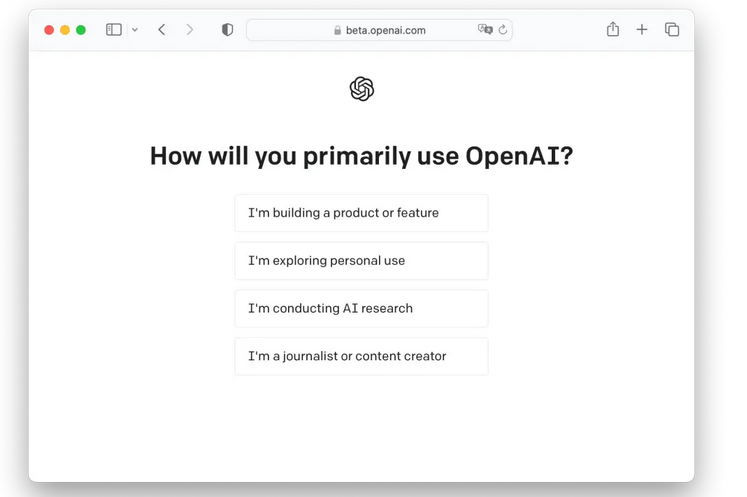 beta.openai.com
How will you primarily use OpenAI?
I'm building a product or feature
I'm exploring personal use
I'm conducting AI research
I'm a journalist or content creator